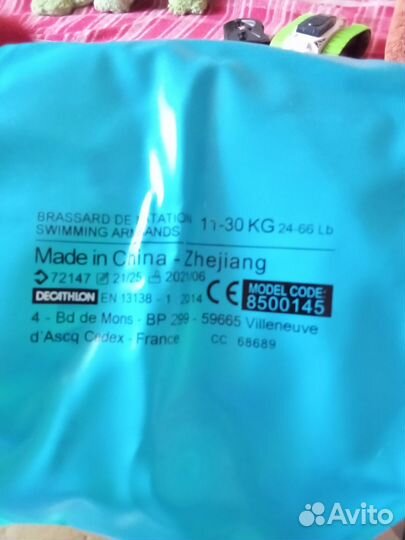 BRASSARD DE NATATION 11-30 KG 24-66 Lb
SWIMMING ARMBANDS
Made in China - Zhejiang
72147 21/25 2021/06
DECATHLON EN 13138 - 1 2014 CE MODEL CODE: 8500145
4 - Bd de Mons - BP 299 - 59665 Villeneuve
d'Ascq Cedex - France CC 68689
Avito